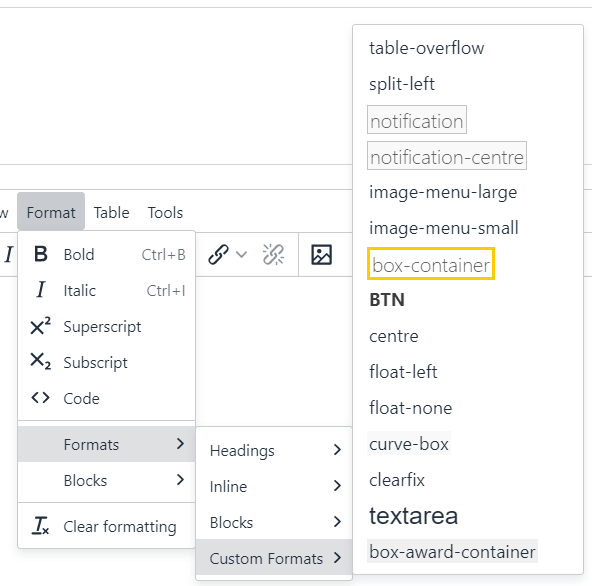 w Format Table Tools
I
B Bold Ctrl+B
I Italic Ctrl+I
X² Superscript
X₂ Subscript
<> Code
Formats
Blocks
Clear formatting
Headings
Inline
Blocks
Custom Formats
table-overflow
split-left
notification
notification-centre
image-menu-large
image-menu-small
box-container
BTN
centre
float-left
float-none
curve-box
clearfix
textarea
box-award-container